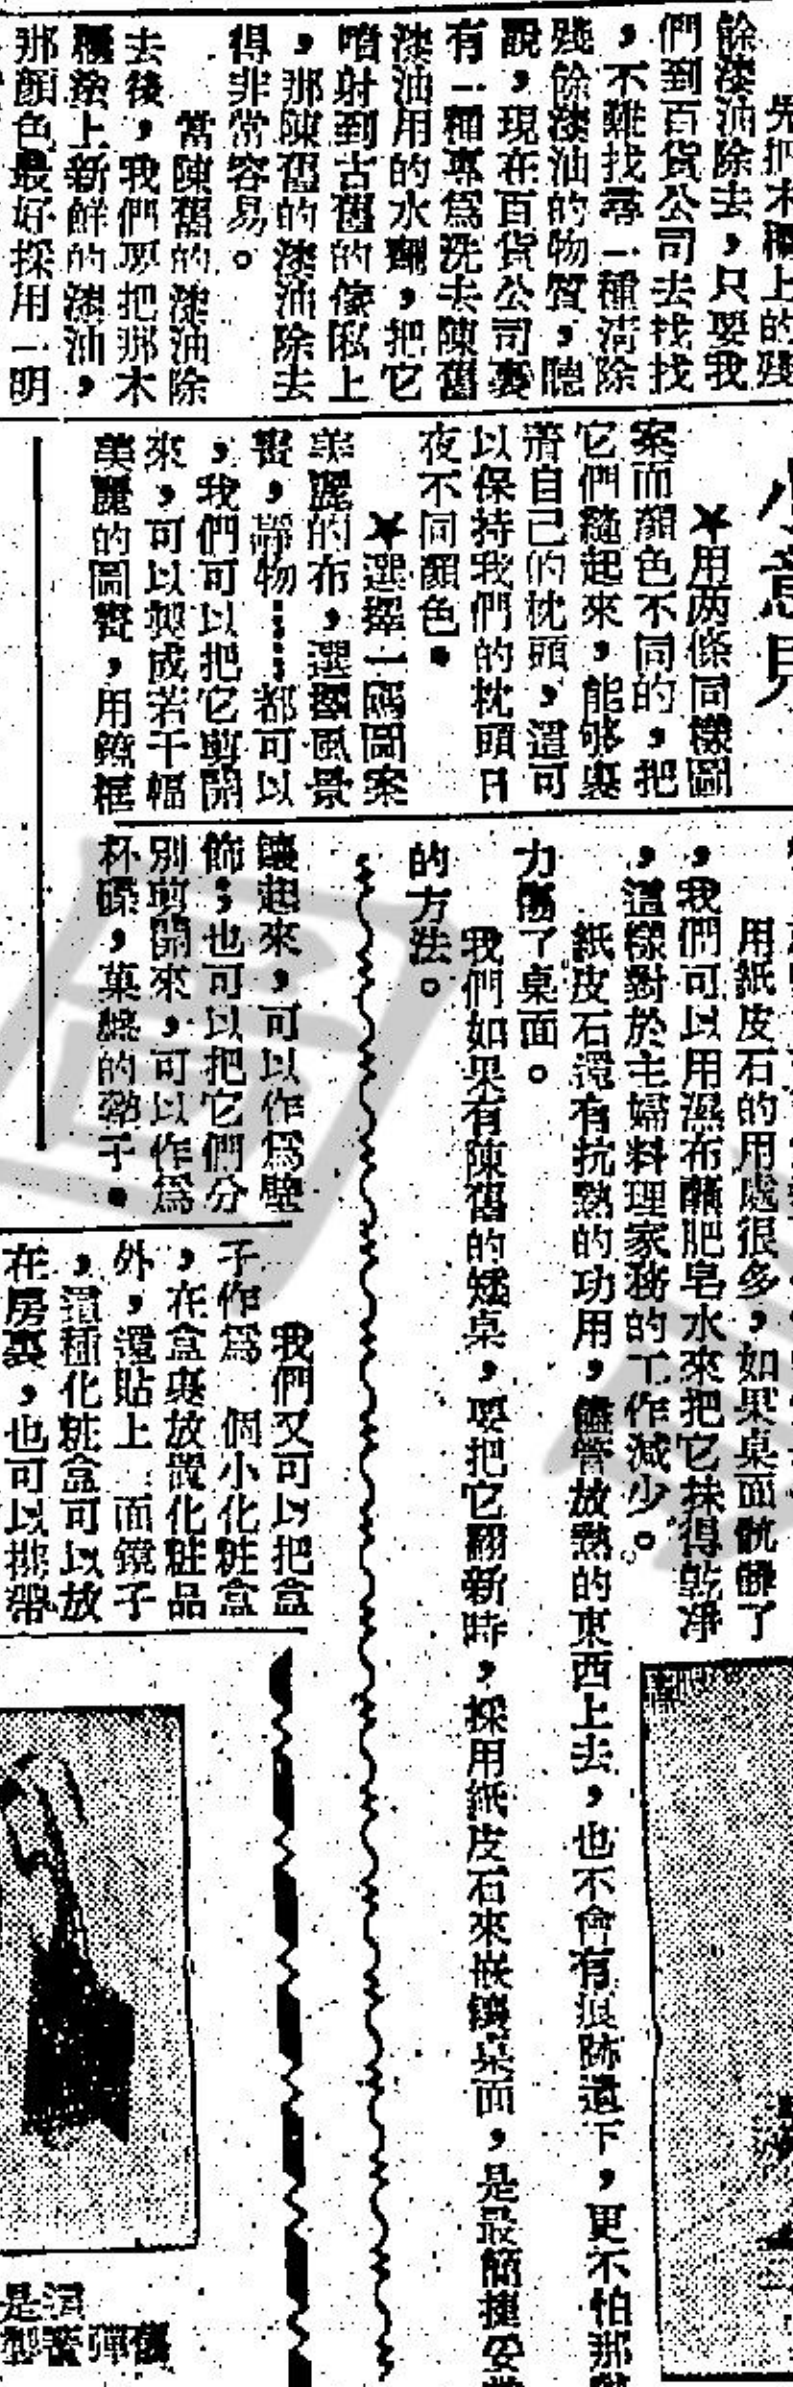 先把木桶上的殘
餘漆油除去，只要我
們到百貨公司去找找
，不難找尋一種清除
殘餘漆油的物質，聽
說，現在百貨公司裏
有一種專爲洗去陳舊
漆油用的水劑，把它
噴射到古舊的傢俬上
，那陳舊的漆油除去
得非常容易。
當陳舊的漆油除
去後，我們要把那木
桶塗上新鮮的漆油，
那顏色最好採用一明
小意見
★用两條同樣圖
案而顏色不同的，把
它們縫起來，能够裹
着自己的枕頭，還可
以保持我們的枕頭日
夜不同顏色。
★選擇一碼圖案
美麗的布，選擇風景
畫，靜物……都可以
，我們可以把它剪開
來，可以製成若干幅
美麗的圖畫，用鏡框
鑲起來，可以作爲壁
飾；也可以把它們分
別剪開來，可以作爲
杯碟，菓盤的墊子。
用紙皮石的用處很多，如果桌面骯髒了
，我們可以用濕布蘸肥皂水來把它抹得乾净
，這樣對於主婦料理家務的工作減少。
紙皮石還有抗熱的功用，儘管放熱的東西上去，也不會有痕跡遺下，更不怕那
力傷了桌面。
我們如果有陳舊的矮桌，要把它翻新時，採用紙皮石來嵌鑲桌面，是最簡捷妥
的方法。
我們又可以把盒
子作爲 個小化粧盒
，在盒裏放置化粧品
外，還貼上一面鏡子
，這種化粧盒可以放
在房裏，也可以携帶